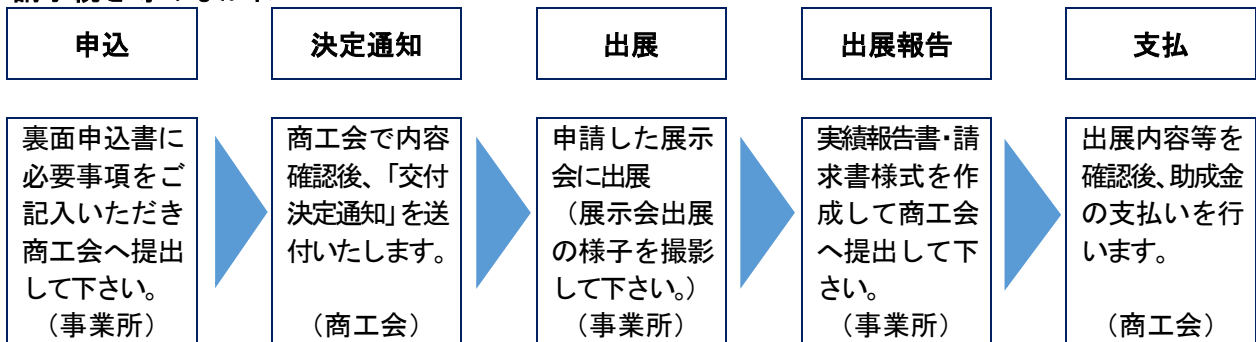 申込
決定通知
出展
出展報告
支払
裏面申込書に
必要事項をご
記入いただき
商工会へ提出
して下さい。
(事業所)
商工会で内容
確認後、「交付
決定通知」を送
付いたします。
(商工会)
申請した展示
会に出展
(展示会出展
の様子を撮影
して下さい。)
(事業所)
実績報告書・請
求書様式を作
成して商工会
へ提出して下
さい。
(事業所)
出展内容等を
確認後、助成金
の支払いを行
います。
(商工会)